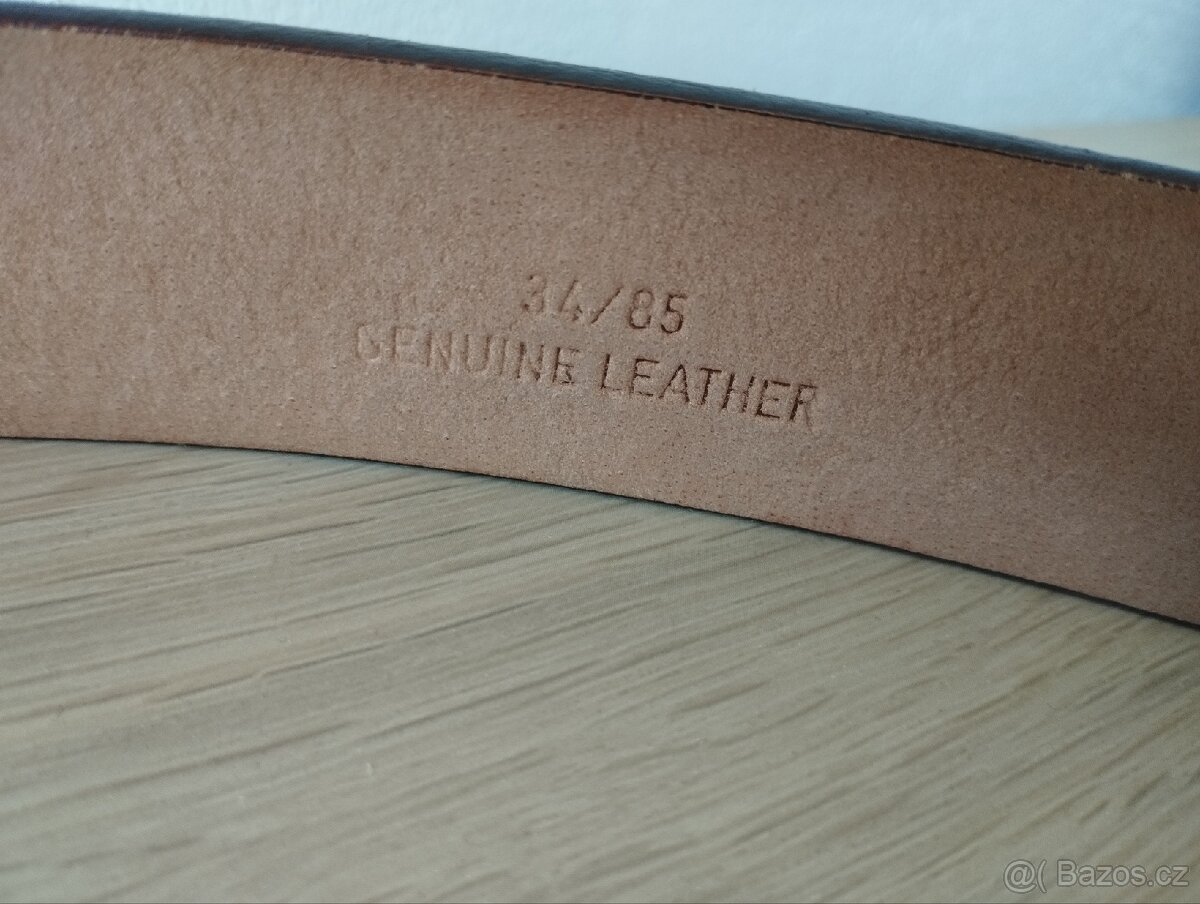 34/85
GENUINE LEATHER
@( Bazos.cz